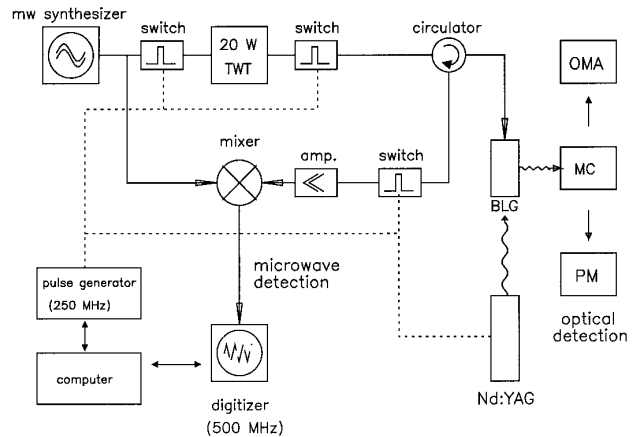 mw synthesizer
switch
20 W
TWT
switch
circulator
OMA
mixer
amp.
switch
BLG
MC
microwave
detection
pulse generator
(250 MHz)
PM
optical
detection
computer
digitizer
(500 MHz)
Nd:YAG